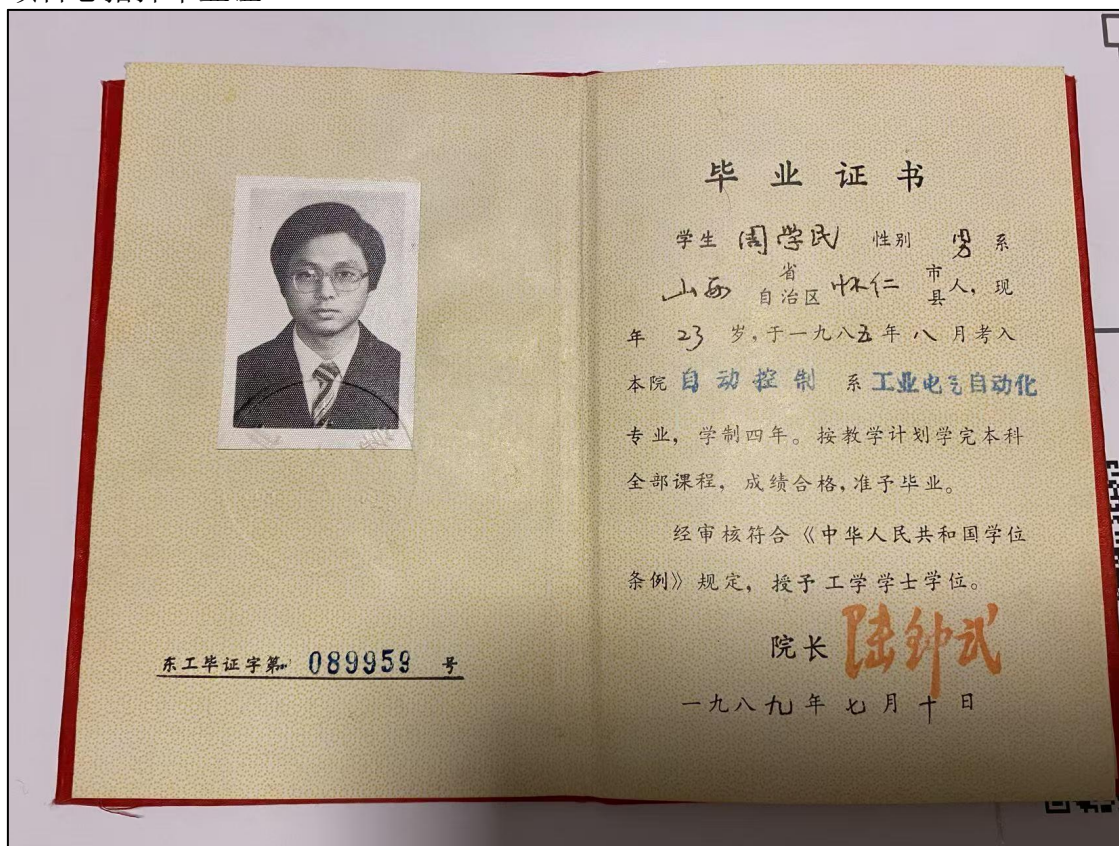 毕业证书
学生 周学民 性别 男 系
山西 省自治区 怀仁 市县 人，现
年 23 岁，于一九八五年八月考入
本院 自动控制 系 工业电气自动化
专业，学制四年。按教学计划学完本科
全部课程，成绩合格，准予毕业。
经审核符合《中华人民共和国学位
条例》规定，授予工学学士学位。
院长 陆钟武
一九八九年七月十日
东工毕证字第 089959 号